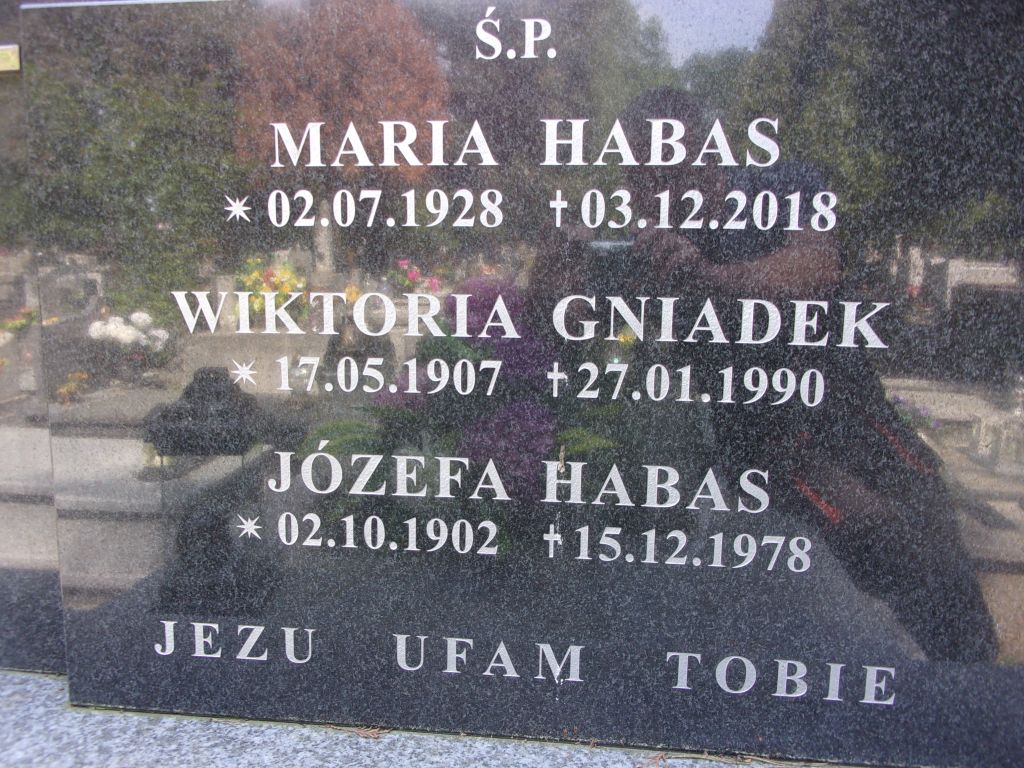 Ś.P.
MARIA HABAS
✴ 02.07.1928 † 03.12.2018
WIKTORIA GNIADEK
✴ 17.05.1907 † 27.01.1990
JÓZEFA HABAS
✴ 02.10.1902 † 15.12.1978
JEZU UFAM TOBIE